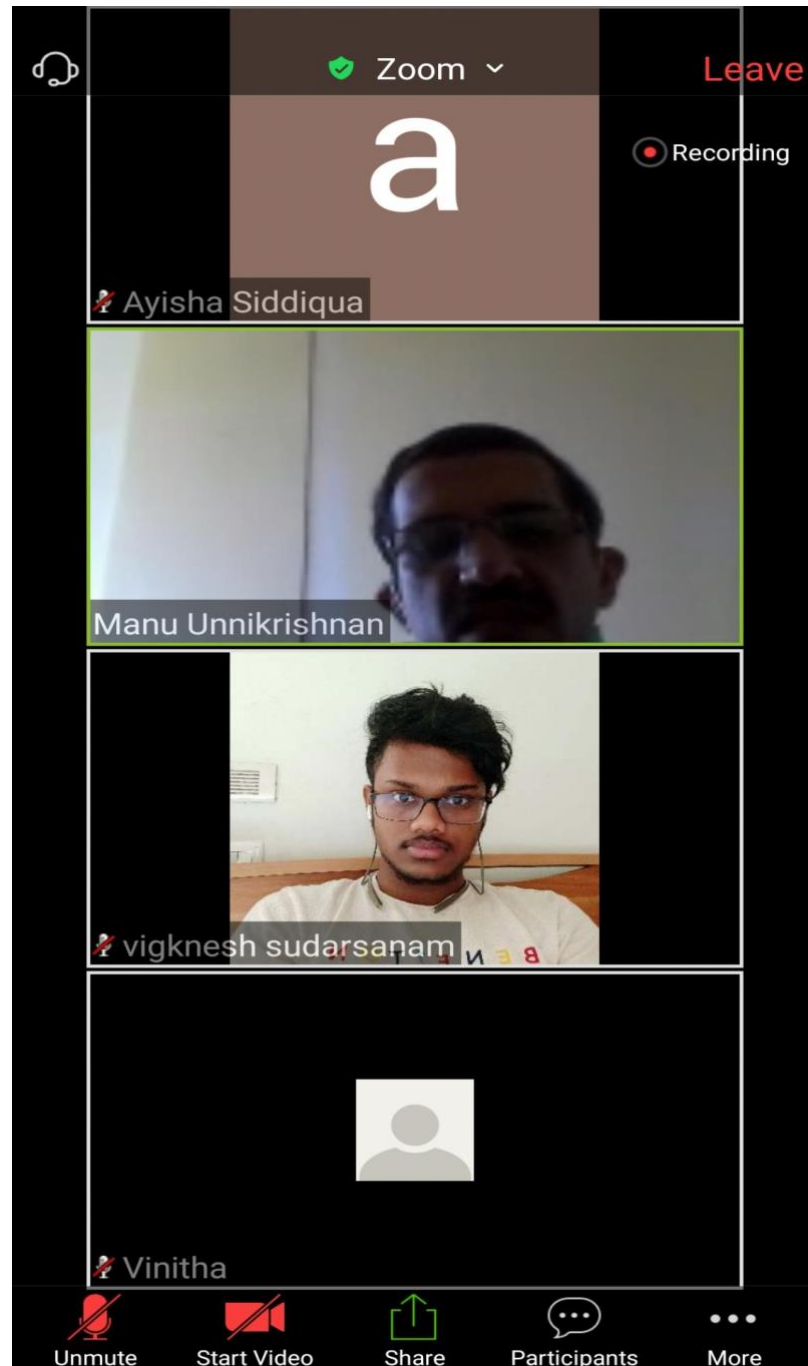 Zoom
Leave
a
Recording
Ayisha Siddiqua
Manu Unnikrishnan
vigknesh sudarsanam
Vinitha
Unmute
Start Video
Share
Participants
More